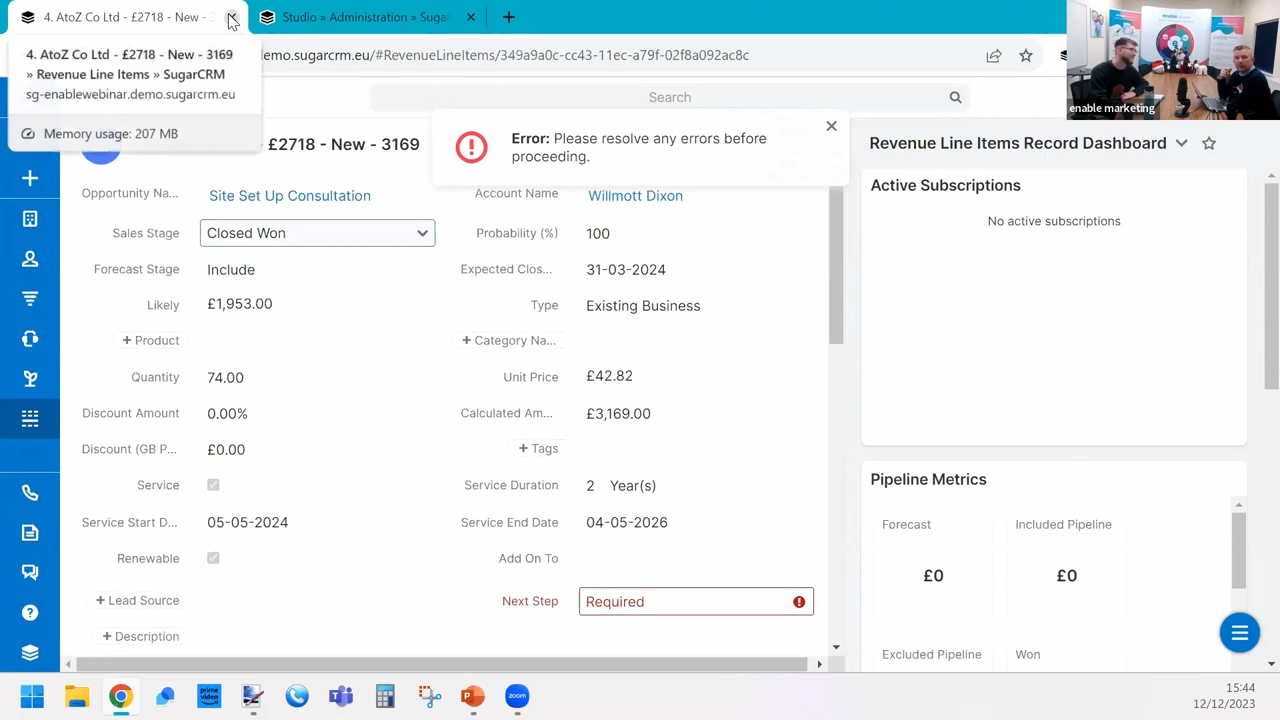 4. AtoZ Co Ltd - £2718 - New -
Studio » Administration » Sugar
4. AtoZ Co Ltd - £2718 - New - 3169
» Revenue Line Items » SugarCRM
sg-enablewebinar.demo.sugarcrm.eu
Memory usage: 207 MB
emo.sugarcrm.eu/#RevenueLineItems/349a9a0c-cc43-11ec-a79f-02f8a092ac8c
enable marketing
Search
£2718 - New - 3169
Error: Please resolve any errors before
proceeding.
Revenue Line Items Record Dashboard
Opportunity Na... Site Set Up Consultation
Account Name Willmott Dixon
Sales Stage Closed Won
Probability (%) 100
Forecast Stage Include
Expected Clos... 31-03-2024
Likely £1,953.00
Type Existing Business
+ Product
+ Category Na...
Quantity 74.00
Unit Price £42.82
Discount Amount 0.00%
Calculated Am... £3,169.00
Discount (GB P... £0.00
+ Tags
Service
Service Duration 2 Year(s)
Service Start D... 05-05-2024
Service End Date 04-05-2026
Renewable
Add On To
+ Lead Source
Next Step Required
+ Description
Active Subscriptions
No active subscriptions
Pipeline Metrics
Forecast
Included Pipeline
£0
£0
Excluded Pipeline
Won
prime
video
zoom
15:44
12/12/2023